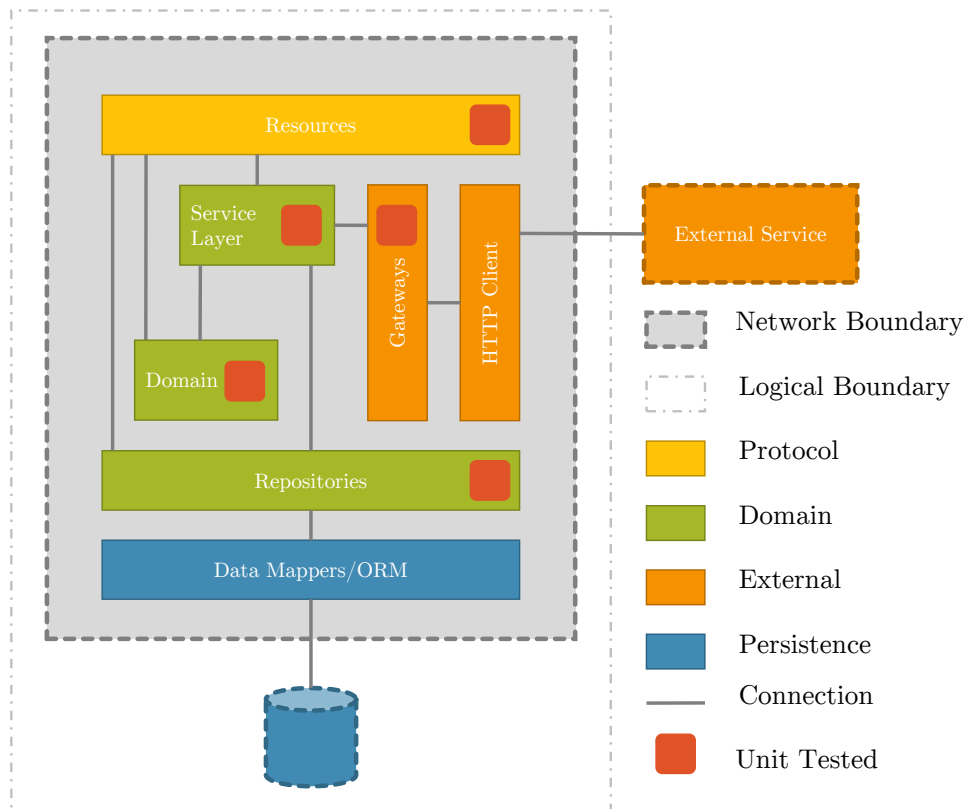 Resources
Service
Layer
Gateways
HTTP Client
External Service
Domain
Repositories
Data Mappers/ORM
Network Boundary
Logical Boundary
Protocol
Domain
External
Persistence
Connection
Unit Tested